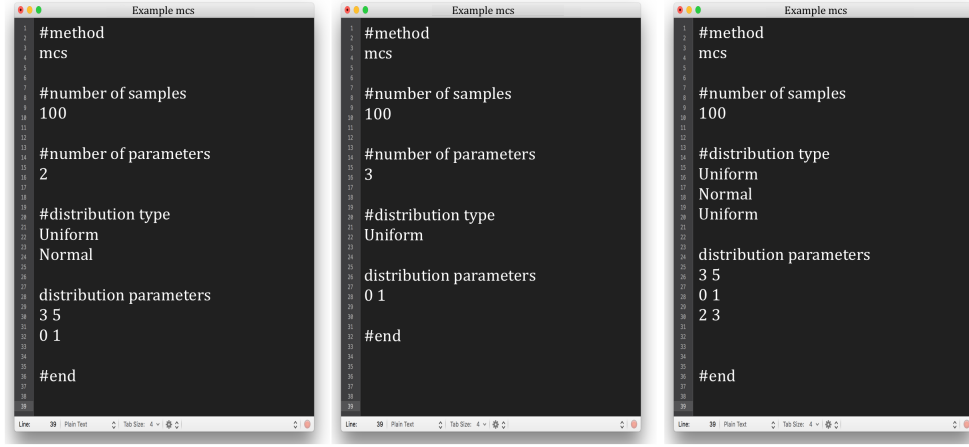 Example mcs
#method
mcs
#number of samples
100
#number of parameters
2
#distribution type
Uniform
Normal
distribution parameters
3 5
0 1
#end
Line: 39 Plain Text Tab Size: 4
Example mcs
#method
mcs
#number of samples
100
#number of parameters
3
#distribution type
Uniform
distribution parameters
0 1
#end
Line: 39 Plain Text Tab Size: 4
Example mcs
#method
mcs
#number of samples
100
#distribution type
Uniform
Normal
Uniform
distribution parameters
3 5
0 1
2 3
#end
Line: 39 Plain Text Tab Size: 4